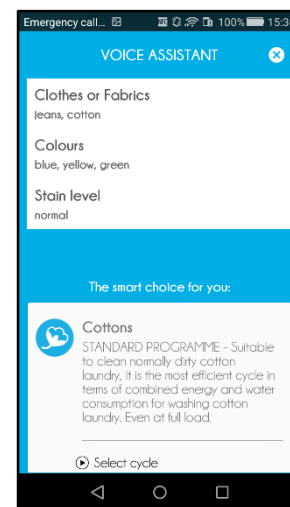 Emergency call... 100% 15:3
VOICE ASSISTANT
Clothes or Fabrics
jeans, cotton
Colours
blue, yellow, green
Stain level
normal
The smart choice for you:
Cottons
STANDARD PROGRAMME - Suitable
to clean normally dirty cotton
laundry, It is the most efficient cycle in
terms of combined energy and water
consumption for washing cotton
laundry. Even at full load.
Select cycle